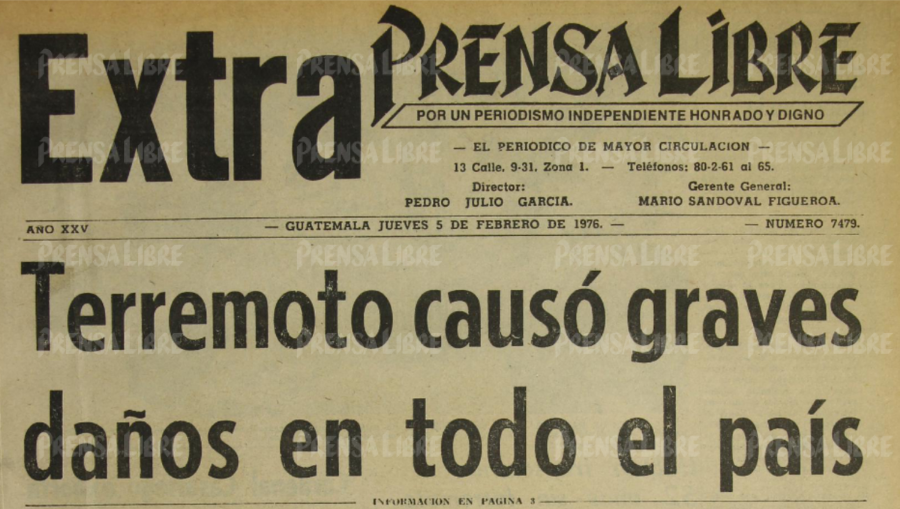 Extra PRENSA LIBRE
POR UN PERIODISMO INDEPENDIENTE HONRADO Y DIGNO
— EL PERIODICO DE MAYOR CIRCULACION —
13 Calle. 9-31. Zona 1. — Teléfonos: 80-2-61 al 65.
Director: Gerente General:
PEDRO JULIO GARCIA. MARIO SANDOVAL FIGUEROA.
AÑO XXV — GUATEMALA JUEVES 5 DE FEBRERO DE 1976. — — NUMERO 7479.
Terremoto causó graves
daños en todo el país
INFORMACION EN PAGINA 3